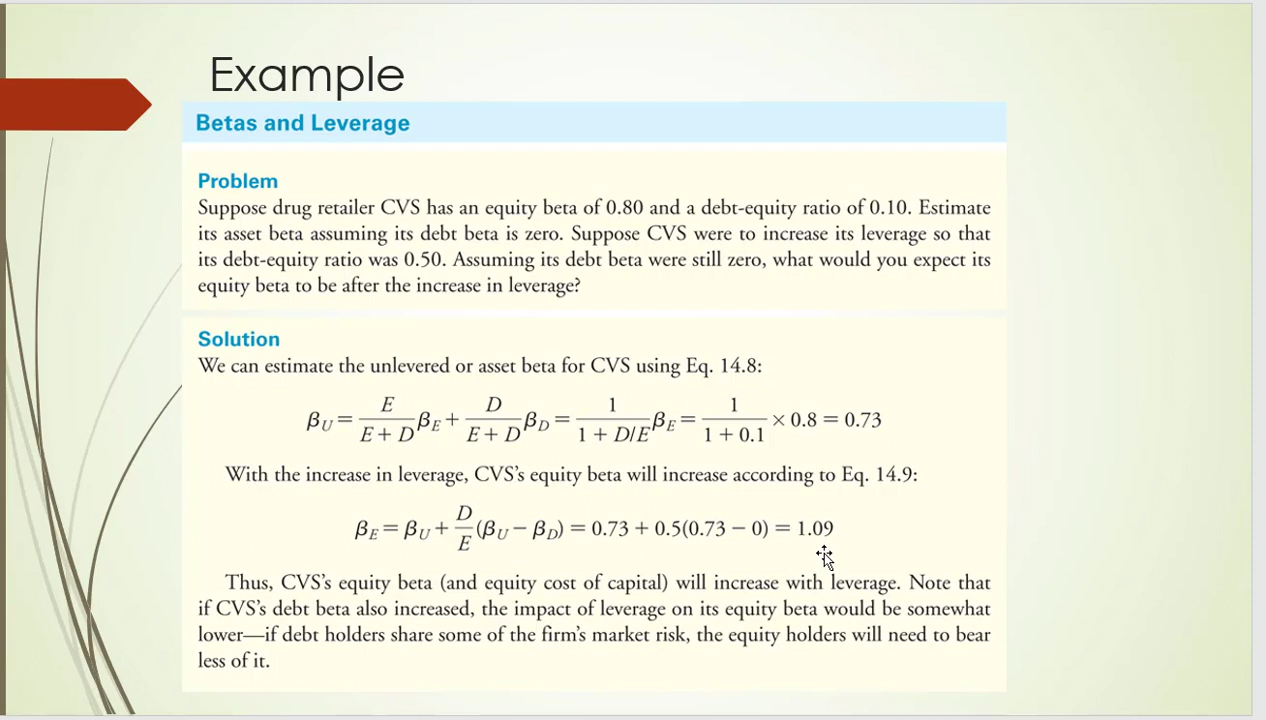 Example
Betas and Leverage
Problem
Suppose drug retailer CVS has an equity beta of 0.80 and a debt-equity ratio of 0.10. Estimate
its asset beta assuming its debt beta is zero. Suppose CVS were to increase its leverage so that
its debt-equity ratio was 0.50. Assuming its debt beta were still zero, what would you expect its
equity beta to be after the increase in leverage?
Solution
We can estimate the unlevered or asset beta for CVS using Eq. 14.8:
β_U = E/(E + D) β_E + D/(E + D) β_D = 1/(1 + D/E) β_E = 1/(1 + 0.1) × 0.8 = 0.73
With the increase in leverage, CVS’s equity beta will increase according to Eq. 14.9:
β_E = β_U + D/E (β_U − β_D) = 0.73 + 0.5(0.73 − 0) = 1.09
Thus, CVS’s equity beta (and equity cost of capital) will increase with leverage. Note that
if CVS’s debt beta also increased, the impact of leverage on its equity beta would be somewhat
lower—if debt holders share some of the firm’s market risk, the equity holders will need to bear
less of it.